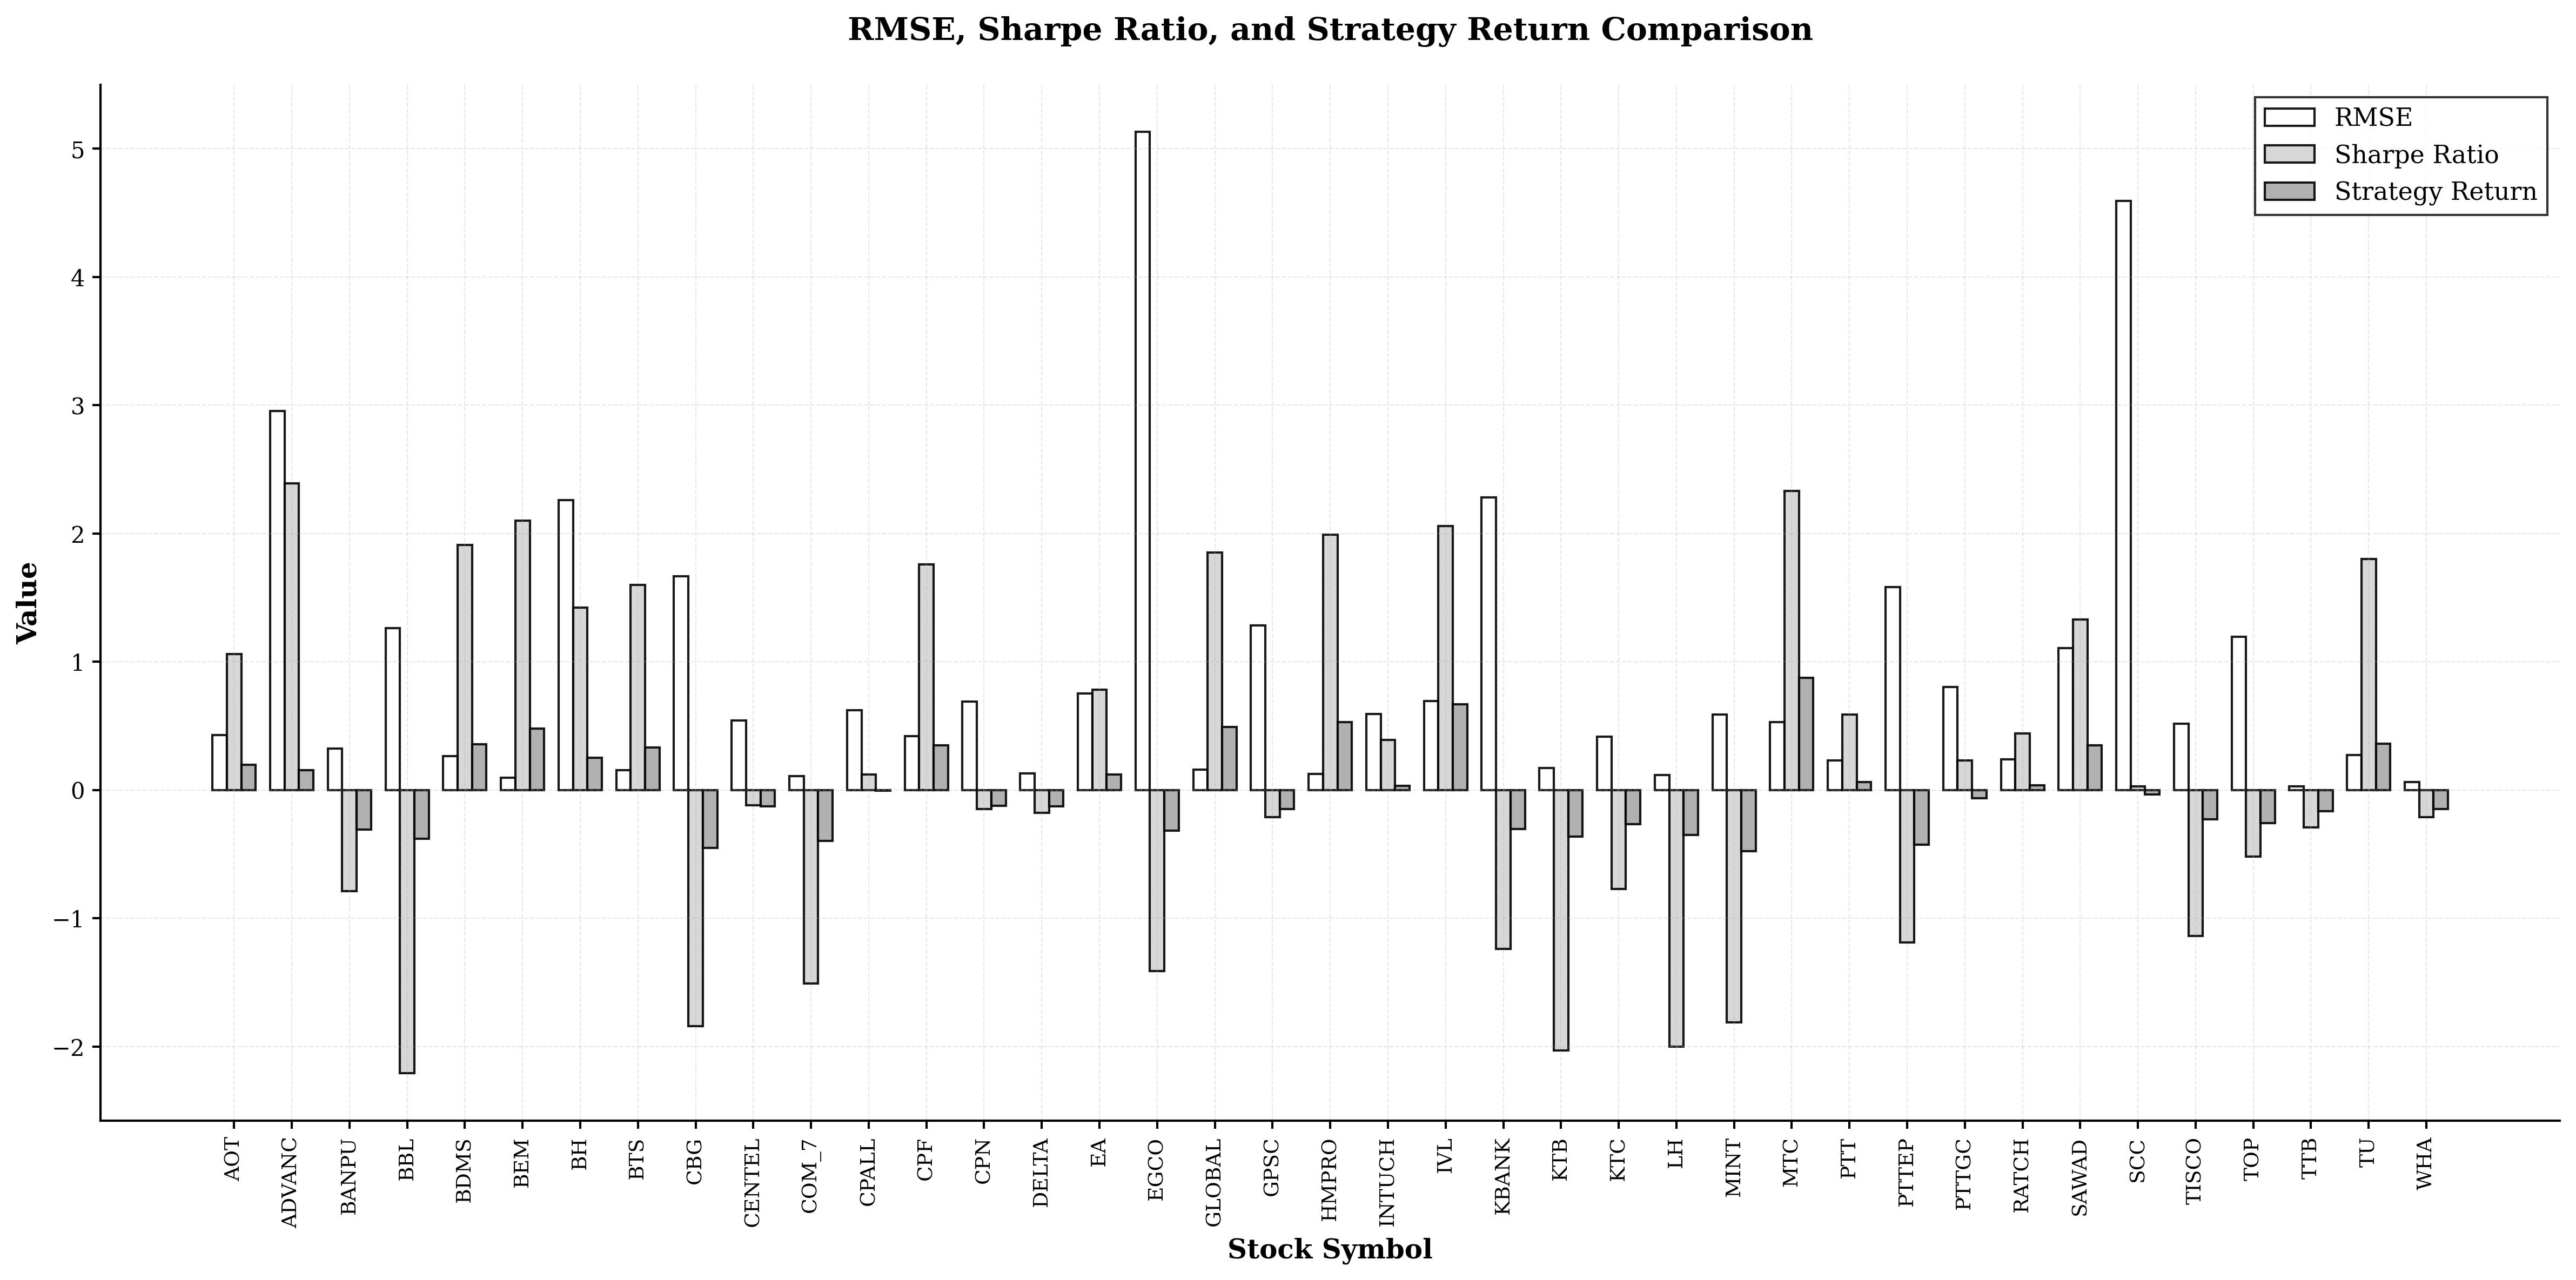 RMSE, Sharpe Ratio, and Strategy Return Comparison
RMSE
Sharpe Ratio
Strategy Return
Value
5
4
3
2
1
0
−1
−2
AOT
ADVANC
BANPU
BBL
BDMS
BEM
BH
BTS
CBG
CENTEL
COM_7
CPALL
CPF
CPN
DELTA
EA
EGCO
GLOBAL
GPSC
HMPRO
INTUCH
IVL
KBANK
KTB
KTC
LH
MINT
MTC
PTT
PTTEP
PTTGC
RATCH
SAWAD
SCC
TISCO
TOP
TTB
TU
WHA
Stock Symbol